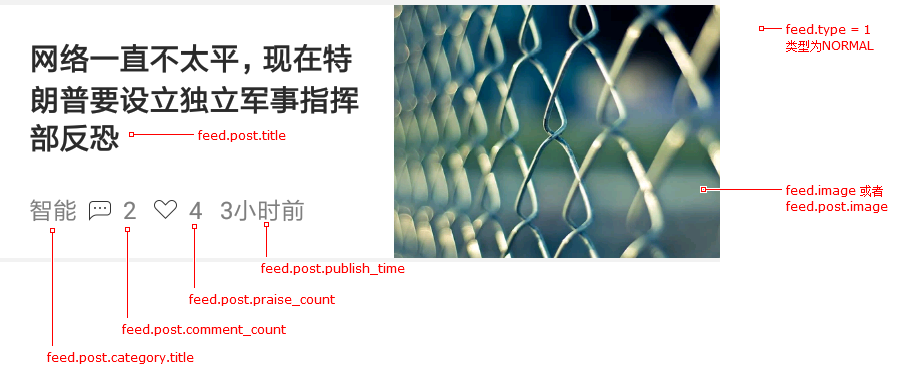 网络一直不太平，现在特
朗普要设立独立军事指挥
部反恐
feed.post.title
feed.type = 1
类型为NORMAL
feed.image 或者
feed.post.image
智能 2 4 3小时前
feed.post.publish_time
feed.post.praise_count
feed.post.comment_count
feed.post.category.title